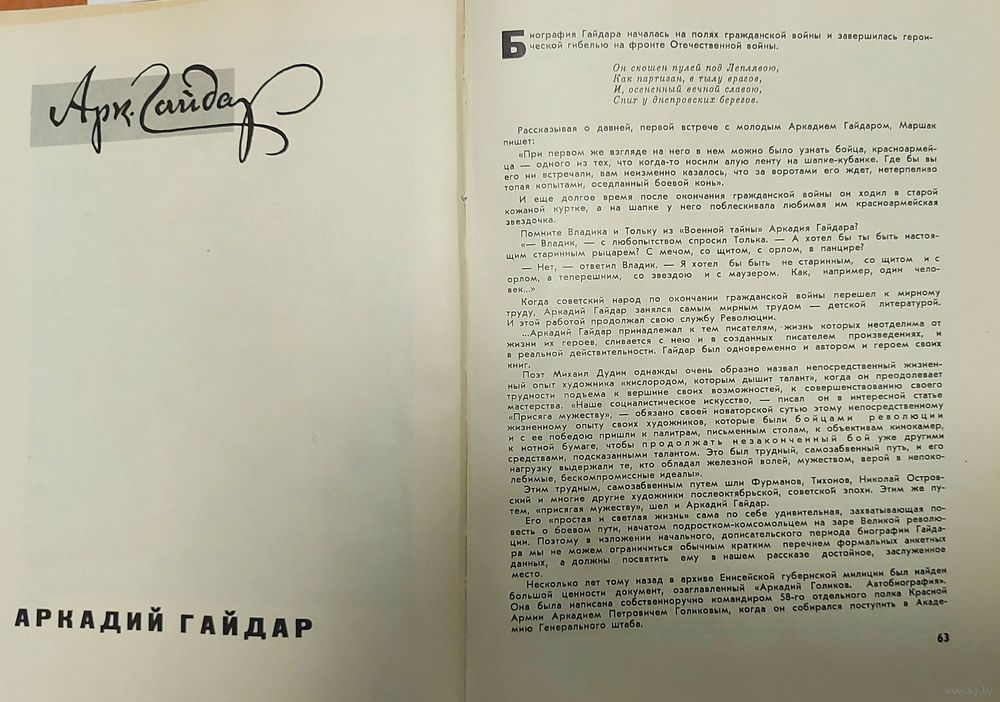 Арк. Гайдар
АРКАДИЙ ГАЙДАР
Биография Гайдара началась на полях гражданской войны и завершилась герои-
ческой гибелью на фронте Отечественной войны.
Он скошен пулей под Леплявою,
Как партизан, в тылу врагов,
И, осененный вечной славою,
Спит у днепровских берегов.
Рассказывая о давней, первой встрече с молодым Аркадием Гайдаром, Маршак
пишет:
«При первом же взгляде на него в нем можно было узнать бойца, красноармей-
ца — одного из тех, что когда-то носили алую ленту на шапке-кубанке. Где бы вы
его ни встречали, вам неизменно казалось, что за воротами его ждет, нетерпеливо
топая копытами, оседланный боевой конь».
И еще долгое время после окончания гражданской войны он ходил в старой
кожаной куртке, а на шапке у него поблескивала любимая им красноармейская
звездочка.
Помните Владика и Тольку из «Военной тайны» Аркадия Гайдара?
«— Владик, — с любопытством спросил Толька. — А хотел бы ты быть настоя-
щим старинным рыцарем? С мечом, со щитом, с орлом, в панцире?
— Нет, — ответил Владик. — Я хотел бы быть не старинным, со щитом и с
орлом, а теперешним, со звездою и с маузером. Как, например, один чело-
век...»
Когда советский народ по окончании гражданской войны перешел к мирному
труду, Аркадий Гайдар занялся самым мирным трудом — детской литературой.
И этой работой продолжал свою службу Революции.
...Аркадий Гайдар принадлежал к тем писателям, жизнь которых неотделима от
жизни их героев, сливается с нею и в созданных писателем произведениях, и
в реальной действительности. Гайдар был одновременно и автором и героем своих
книг.
Поэт Михаил Дудин однажды очень образно назвал непосредственный жизнен-
ный опыт художника «кислородом, которым дышит талант», когда он преодолевает
трудности подъема к вершине своих возможностей, к совершенствованию своего
мастерства. «Наше социалистическое искусство, — писал он в интересной статье
«Присяга мужеству», — обязано своей новаторской сутью этому непосредственному
жизненному опыту своих художников, которые были бойцами революции
и с ее победою пришли к палитрам, письменным столам, к объективам кинокамер,
к нотной бумаге, чтобы продолжать незаконченный бой уже другими
средствами, подсказанными талантом. Это был трудный, самозабвенный путь, и его
нагрузку выдержали те, кто обладал железной волей, мужеством, верой в непоко-
лебимые, бескомпромиссные идеалы».
Этим трудным, самозабвенным путем шли Фурманов, Тихонов, Николай Остров-
ский и многие другие художники послеоктябрьской, советской эпохи. Этим же пу-
тем, «присягая мужеству», шел и Аркадий Гайдар.
Его «простая и светлая жизнь» сама по себе удивительная, захватывающая по-
весть о боевом пути, начатом подростком-комсомольцем на заре Великой револю-
ции. Поэтому в изложении начального, дописательского периода биографии Гайда-
ра мы не можем ограничиться обычным кратким перечнем формальных анкетных
данных, а должны посвятить ему в нашем рассказе достойное, заслуженное
место.
Несколько лет тому назад в архиве Енисейской губернской милиции был найден
большой ценности документ, озаглавленный «Аркадий Голиков. Автобиография».
Она была написана собственноручно командиром 58-го отдельного полка Красной
Армии Аркадием Петровичем Голиковым, когда он собирался поступить в Акаде-
мию Генерального штаба.
63
www.ay.by